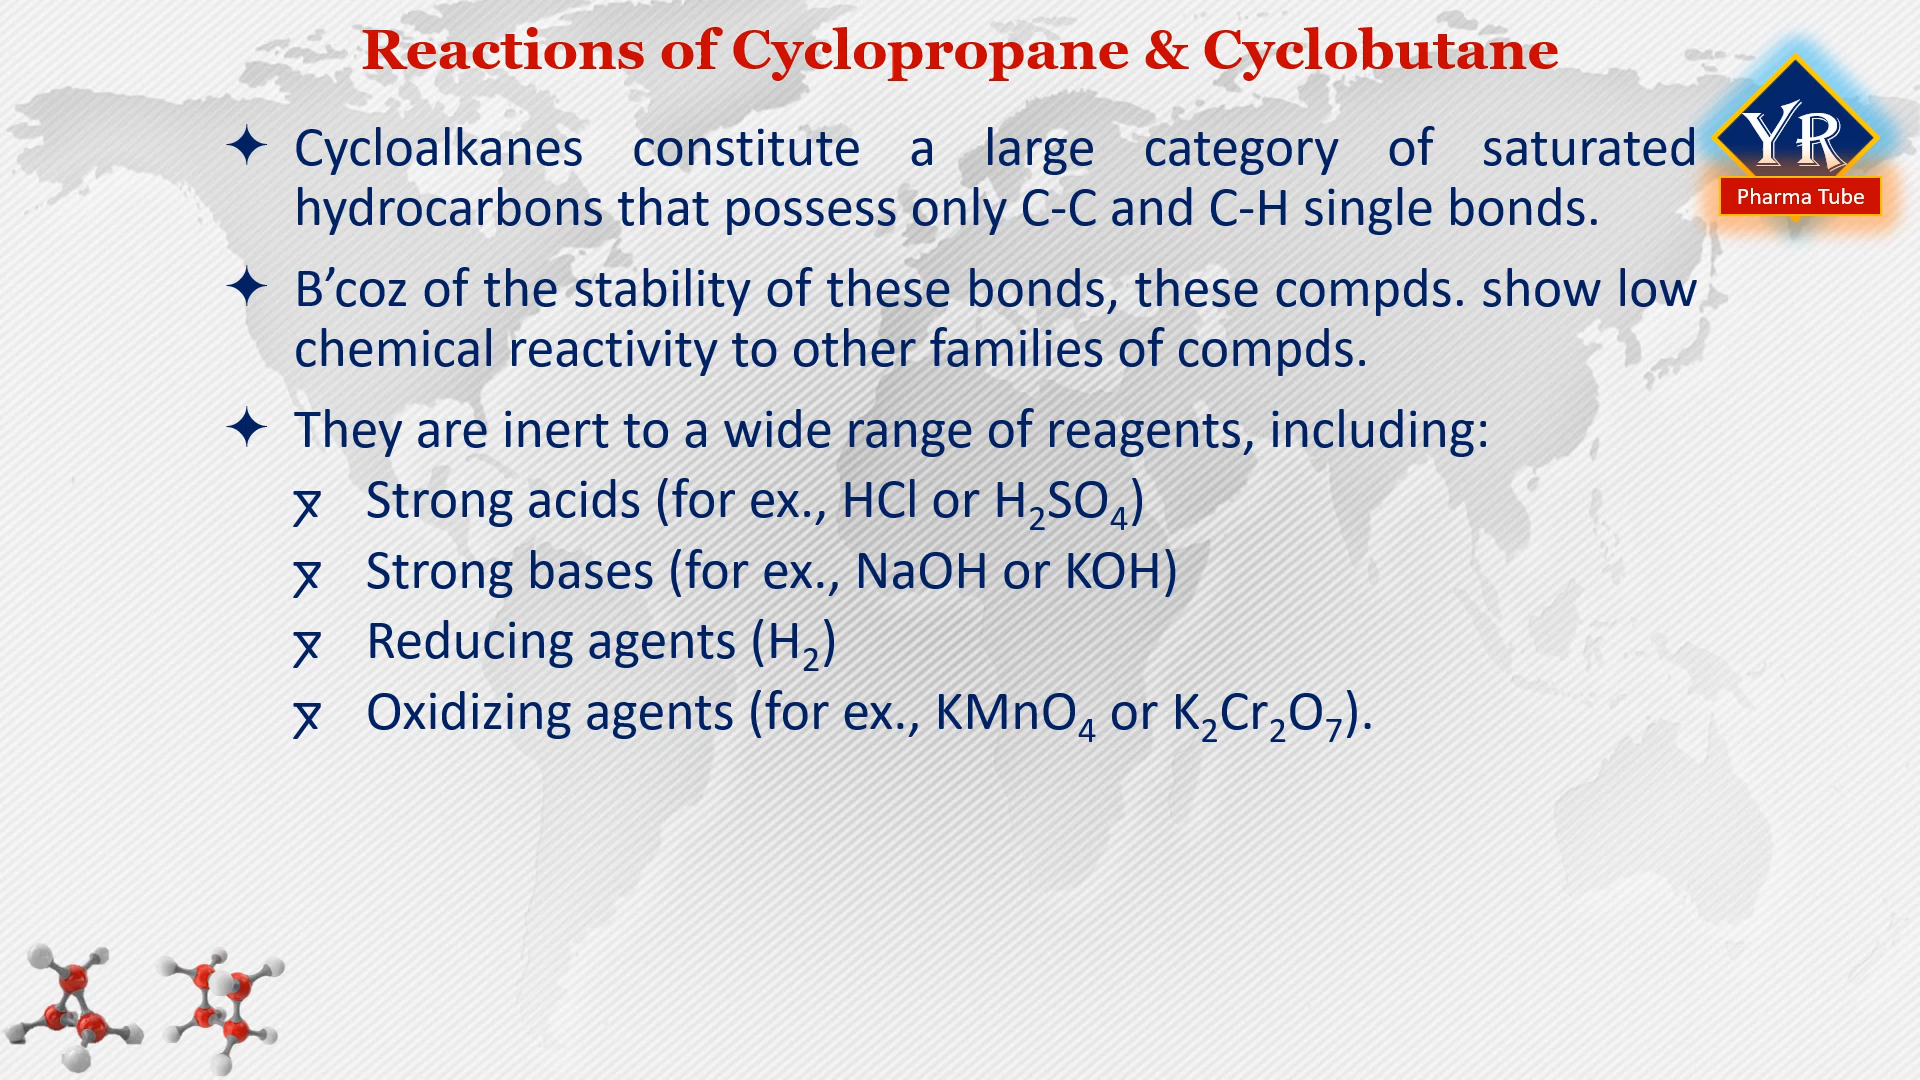 Reactions of Cyclopropane & Cyclobutane
✦ Cycloalkanes constitute a large category of saturated
hydrocarbons that possess only C-C and C-H single bonds.
✦ B’coz of the stability of these bonds, these compds. show low
chemical reactivity to other families of compds.
✦ They are inert to a wide range of reagents, including:
Strong acids (for ex., HCl or H₂SO₄)
Strong bases (for ex., NaOH or KOH)
Reducing agents (H₂)
Oxidizing agents (for ex., KMnO₄ or K₂Cr₂O₇).
YR
Pharma Tube